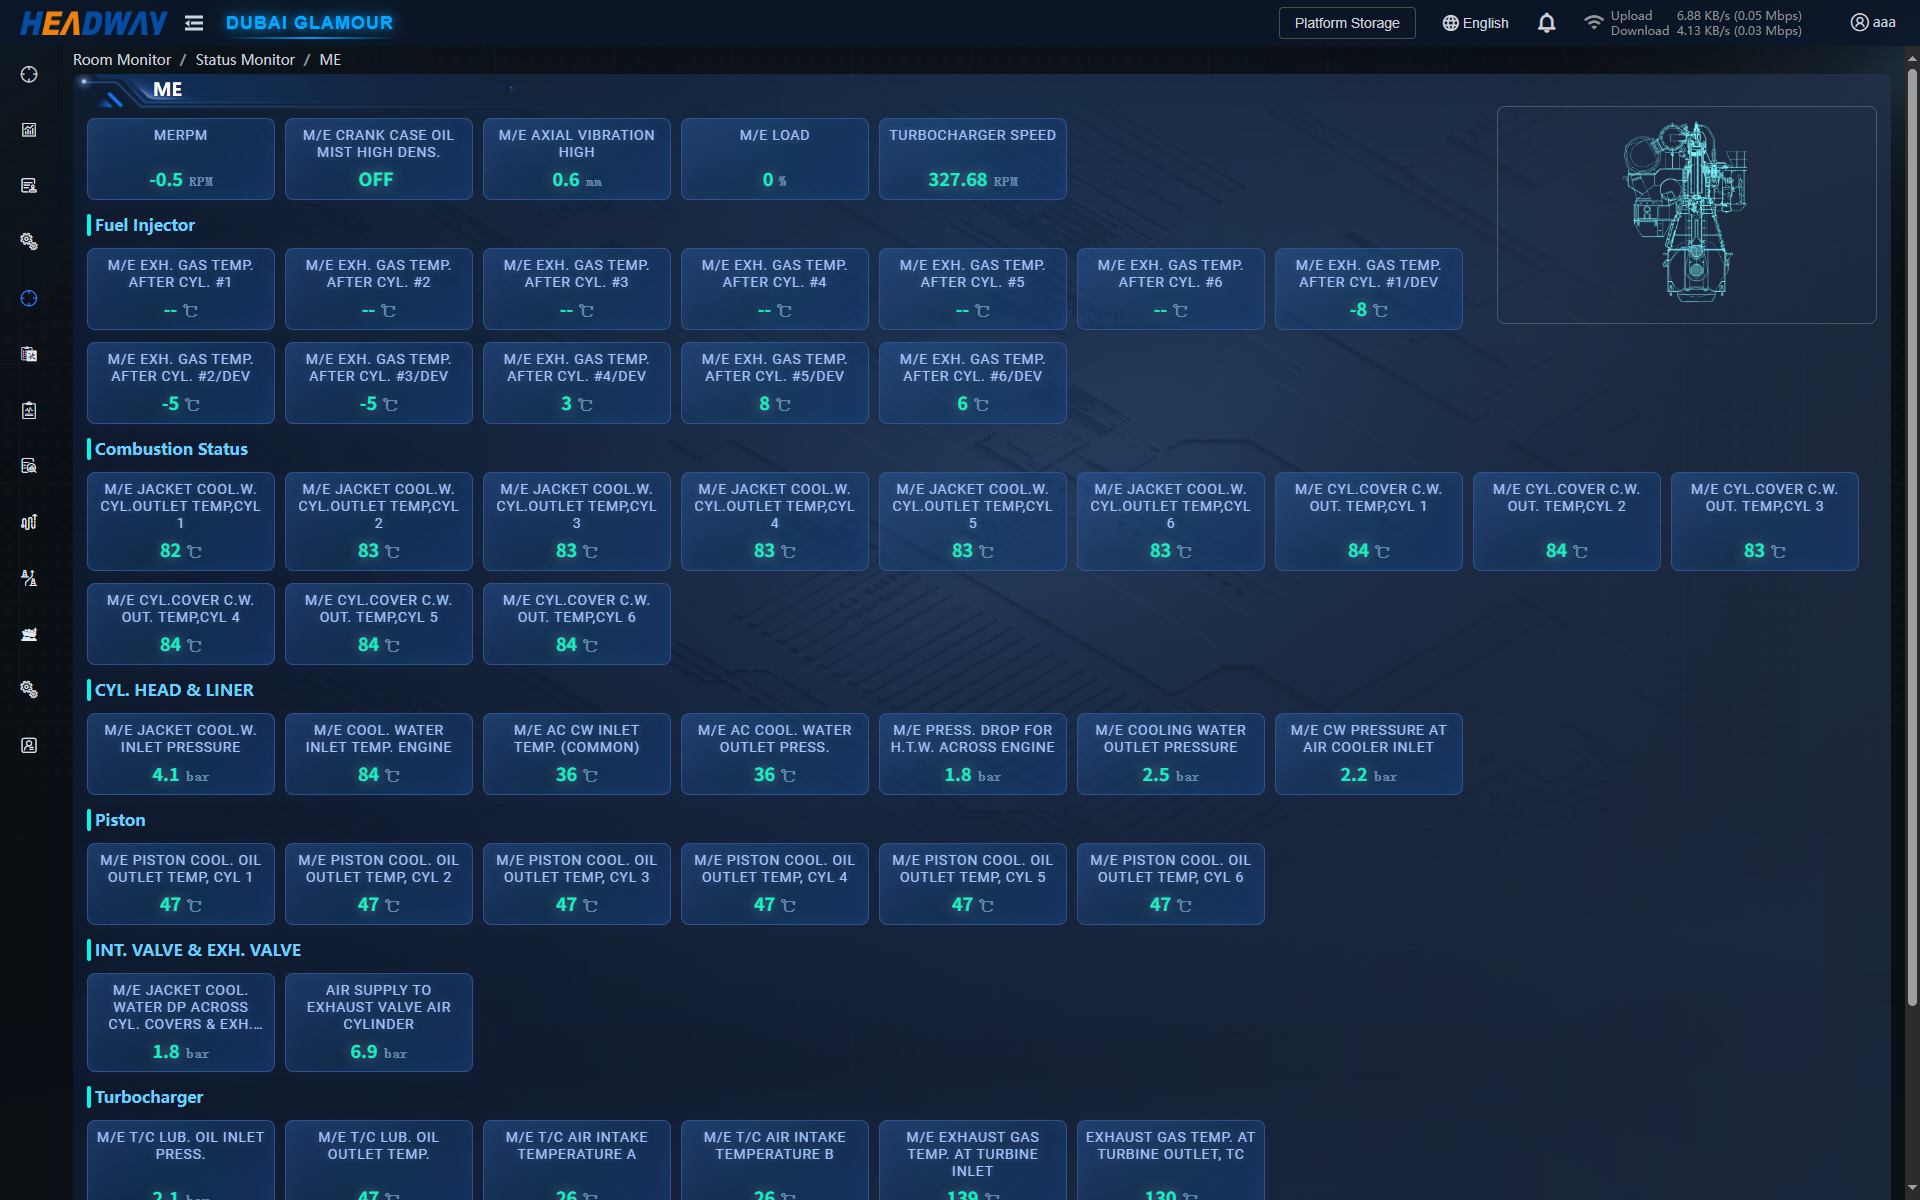 HEADWAY
DUBAI GLAMOUR
Platform Storage
English
Upload 6.88 KB/s (0.05 Mbps)
Download 4.13 KB/s (0.03 Mbps)
aaa
Room Monitor / Status Monitor / ME
ME
MERPM
-0.5 RPM
M/E CRANK CASE OIL
MIST HIGH DENS.
OFF
M/E AXIAL VIBRATION
HIGH
0.6 mm
M/E LOAD
0 %
TURBOCHARGER SPEED
327.68 RPM
Fuel Injector
M/E EXH. GAS TEMP.
AFTER CYL. #1
-- ℃
M/E EXH. GAS TEMP.
AFTER CYL. #2
-- ℃
M/E EXH. GAS TEMP.
AFTER CYL. #3
-- ℃
M/E EXH. GAS TEMP.
AFTER CYL. #4
-- ℃
M/E EXH. GAS TEMP.
AFTER CYL. #5
-- ℃
M/E EXH. GAS TEMP.
AFTER CYL. #6
-- ℃
M/E EXH. GAS TEMP.
AFTER CYL. #1/DEV
-8 ℃
M/E EXH. GAS TEMP.
AFTER CYL. #2/DEV
-5 ℃
M/E EXH. GAS TEMP.
AFTER CYL. #3/DEV
-5 ℃
M/E EXH. GAS TEMP.
AFTER CYL. #4/DEV
3 ℃
M/E EXH. GAS TEMP.
AFTER CYL. #5/DEV
8 ℃
M/E EXH. GAS TEMP.
AFTER CYL. #6/DEV
6 ℃
Combustion Status
M/E JACKET COOL.W.
CYL.OUTLET TEMP,CYL
1
82 ℃
M/E JACKET COOL.W.
CYL.OUTLET TEMP,CYL
2
83 ℃
M/E JACKET COOL.W.
CYL.OUTLET TEMP,CYL
3
83 ℃
M/E JACKET COOL.W.
CYL.OUTLET TEMP,CYL
4
83 ℃
M/E JACKET COOL.W.
CYL.OUTLET TEMP,CYL
5
83 ℃
M/E JACKET COOL.W.
CYL.OUTLET TEMP,CYL
6
83 ℃
M/E CYL.COVER C.W.
OUT. TEMP,CYL 1
84 ℃
M/E CYL.COVER C.W.
OUT. TEMP,CYL 2
84 ℃
M/E CYL.COVER C.W.
OUT. TEMP,CYL 3
83 ℃
M/E CYL.COVER C.W.
OUT. TEMP,CYL 4
84 ℃
M/E CYL.COVER C.W.
OUT. TEMP,CYL 5
84 ℃
M/E CYL.COVER C.W.
OUT. TEMP,CYL 6
84 ℃
CYL. HEAD & LINER
M/E JACKET COOL.W.
INLET PRESSURE
4.1 bar
M/E COOL. WATER
INLET TEMP. ENGINE
84 ℃
M/E AC CW INLET
TEMP. (COMMON)
36 ℃
M/E AC COOL. WATER
OUTLET PRESS.
36 ℃
M/E PRESS. DROP FOR
H.T.W. ACROSS ENGINE
1.8 bar
M/E COOLING WATER
OUTLET PRESSURE
2.5 bar
M/E CW PRESSURE AT
AIR COOLER INLET
2.2 bar
Piston
M/E PISTON COOL. OIL
OUTLET TEMP, CYL 1
47 ℃
M/E PISTON COOL. OIL
OUTLET TEMP, CYL 2
47 ℃
M/E PISTON COOL. OIL
OUTLET TEMP, CYL 3
47 ℃
M/E PISTON COOL. OIL
OUTLET TEMP, CYL 4
47 ℃
M/E PISTON COOL. OIL
OUTLET TEMP, CYL 5
47 ℃
M/E PISTON COOL. OIL
OUTLET TEMP, CYL 6
47 ℃
INT. VALVE & EXH. VALVE
M/E JACKET COOL.
WATER DP ACROSS
CYL. COVERS & EXH....
1.8 bar
AIR SUPPLY TO
EXHAUST VALVE AIR
CYLINDER
6.9 bar
Turbocharger
M/E T/C LUB. OIL INLET
PRESS.
2.1 bar
M/E T/C LUB. OIL
OUTLET TEMP.
47 ℃
M/E T/C AIR INTAKE
TEMPERATURE A
26 ℃
M/E T/C AIR INTAKE
TEMPERATURE B
26 ℃
M/E EXHAUST GAS
TEMP. AT TURBINE
INLET
139 ℃
EXHAUST GAS TEMP. AT
TURBINE OUTLET, TC
130 ℃